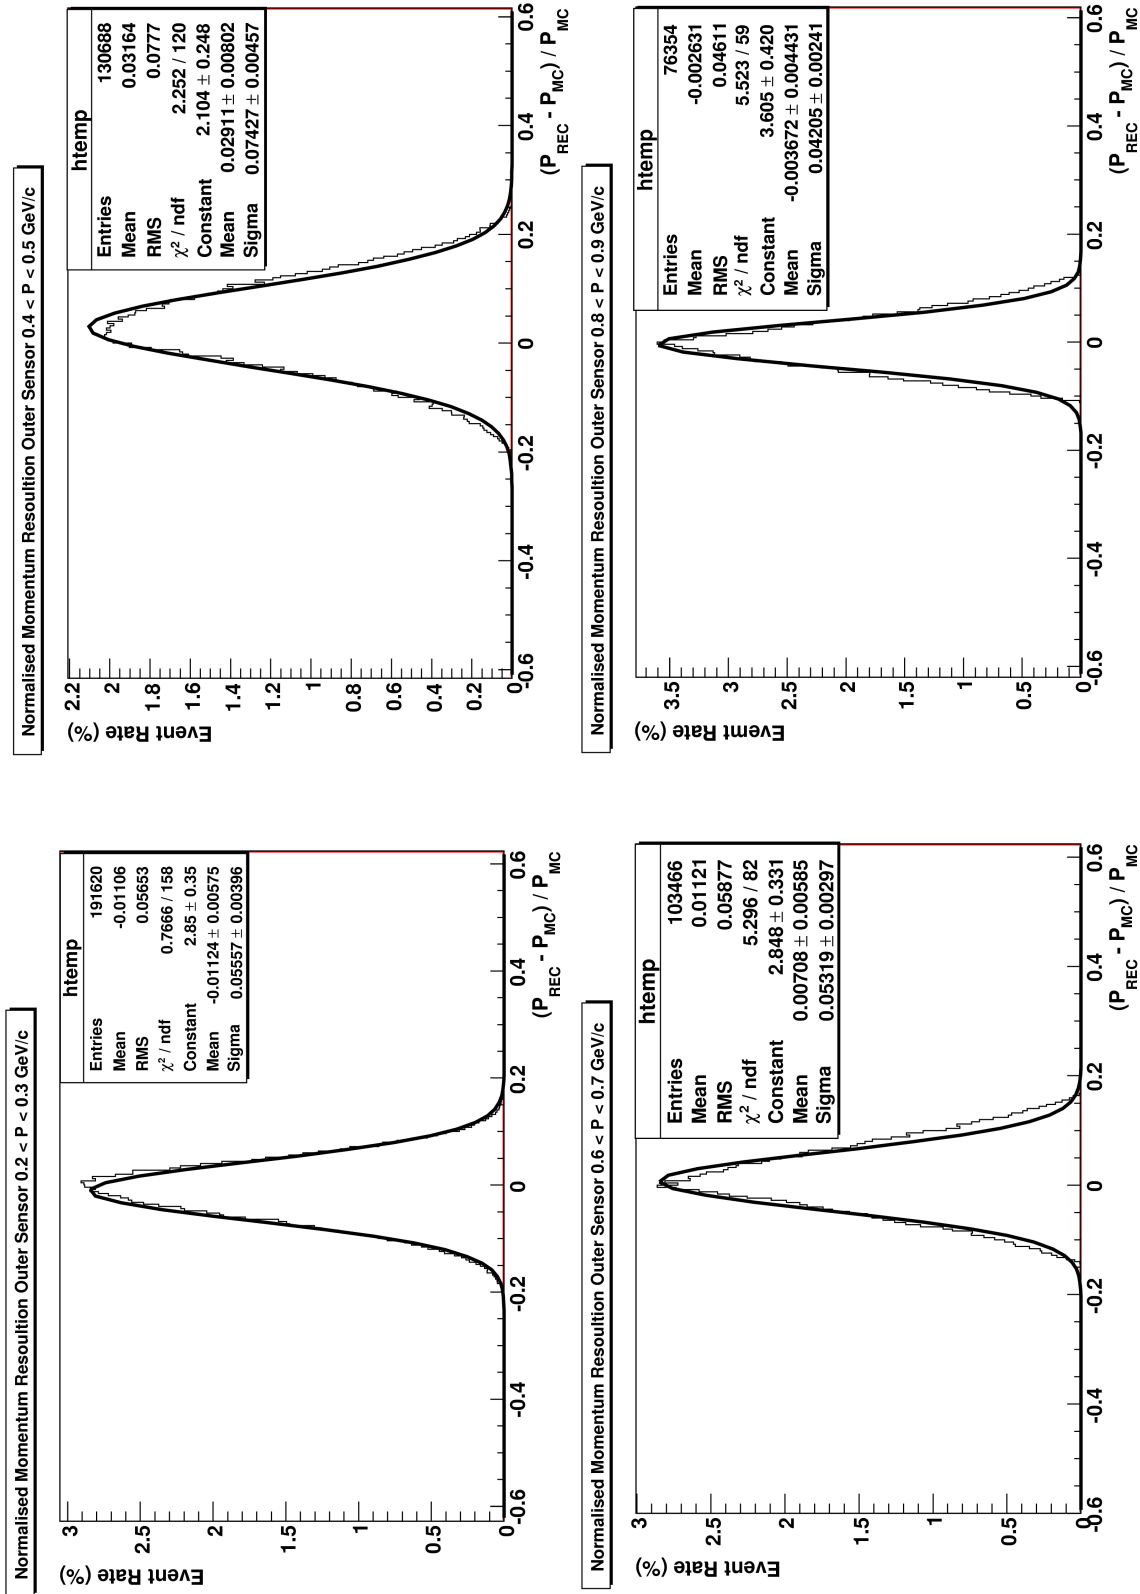 Normalised Momentum Resoultion Outer Sensor 0.2 < P < 0.3 GeV/c
Event Rate (%)
3
2.5
2
1.5
1
0.5
0
htemp
Entries 191620
Mean -0.01106
RMS 0.05653
χ² / ndf 0.7666 / 158
Constant 2.85 ± 0.35
Mean -0.01124 ± 0.00575
Sigma 0.05557 ± 0.00396
-0.6 -0.4 -0.2 0 0.2 0.4 0.6
(P_REC - P_MC) / P_MC
Normalised Momentum Resoultion Outer Sensor 0.4 < P < 0.5 GeV/c
Event Rate (%)
2.2
2
1.8
1.6
1.4
1.2
1
0.8
0.6
0.4
0.2
0
htemp
Entries 130688
Mean 0.03164
RMS 0.0777
χ² / ndf 2.252 / 120
Constant 2.104 ± 0.248
Mean 0.02911 ± 0.00802
Sigma 0.07427 ± 0.00457
-0.6 -0.4 -0.2 0 0.2 0.4 0.6
(P_REC - P_MC) / P_MC
Normalised Momentum Resoultion Outer Sensor 0.6 < P < 0.7 GeV/c
Event Rate (%)
3
2.5
2
1.5
1
0.5
0
htemp
Entries 103466
Mean 0.01121
RMS 0.05877
χ² / ndf 5.296 / 82
Constant 2.848 ± 0.331
Mean 0.00708 ± 0.00585
Sigma 0.05319 ± 0.00297
-0.6 -0.4 -0.2 0 0.2 0.4 0.6
(P_REC - P_MC) / P_MC
Normalised Momentum Resoultion Outer Sensor 0.8 < P < 0.9 GeV/c
Evemt Rate (%)
3.5
3
2.5
2
1.5
1
0.5
0
htemp
Entries 76354
Mean -0.002631
RMS 0.04611
χ² / ndf 5.523 / 59
Constant 3.605 ± 0.420
Mean -0.003672 ± 0.004431
Sigma 0.04205 ± 0.00241
-0.6 -0.4 -0.2 0 0.2 0.4 0.6
(P_REC - P_MC) / P_MC